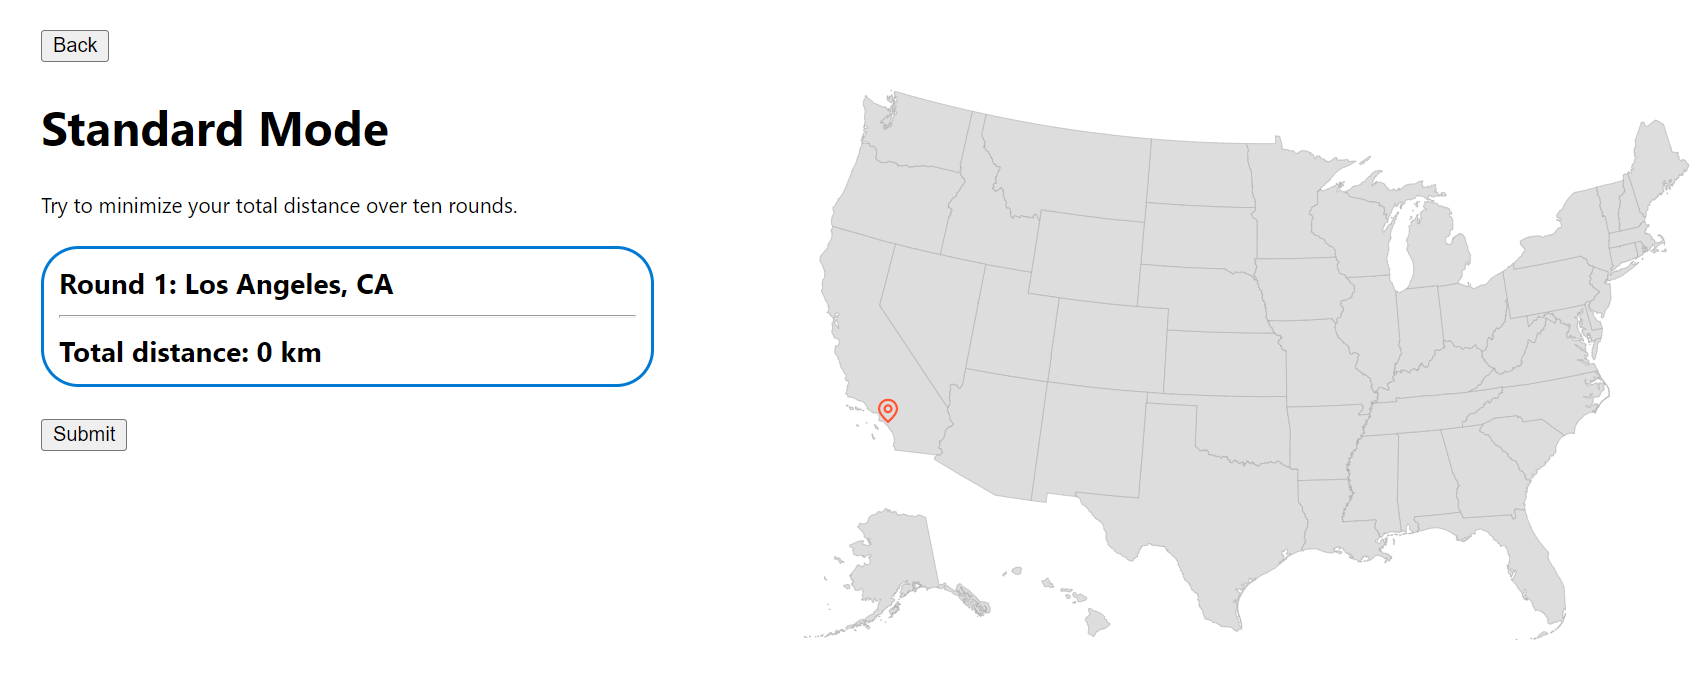 Back
Standard Mode
Try to minimize your total distance over ten rounds.
Round 1: Los Angeles, CA
Total distance: 0 km
Submit